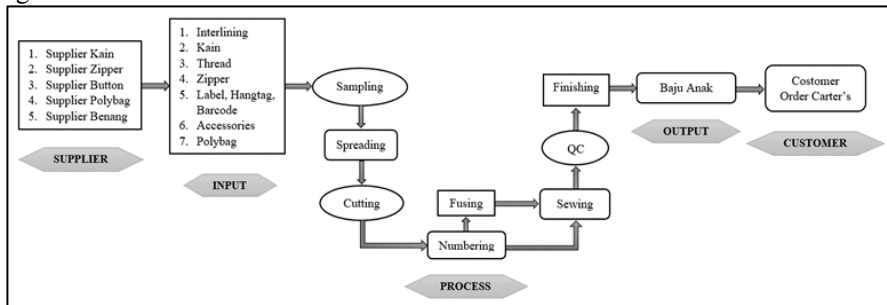 1. Supplier Kain
2. Supplier Zipper
3. Supplier Button
4. Supplier Polybag
5. Supplier Benang
SUPPLIER
1. Interlining
2. Kain
3. Thread
4. Zipper
5. Label, Hangtag,
Barcode
6. Accessories
7. Polybag
INPUT
Sampling
Spreading
Cutting
Numbering
Fusing
Sewing
QC
Finishing
PROCESS
Baju Anak
OUTPUT
Costomer
Order Carter's
CUSTOMER